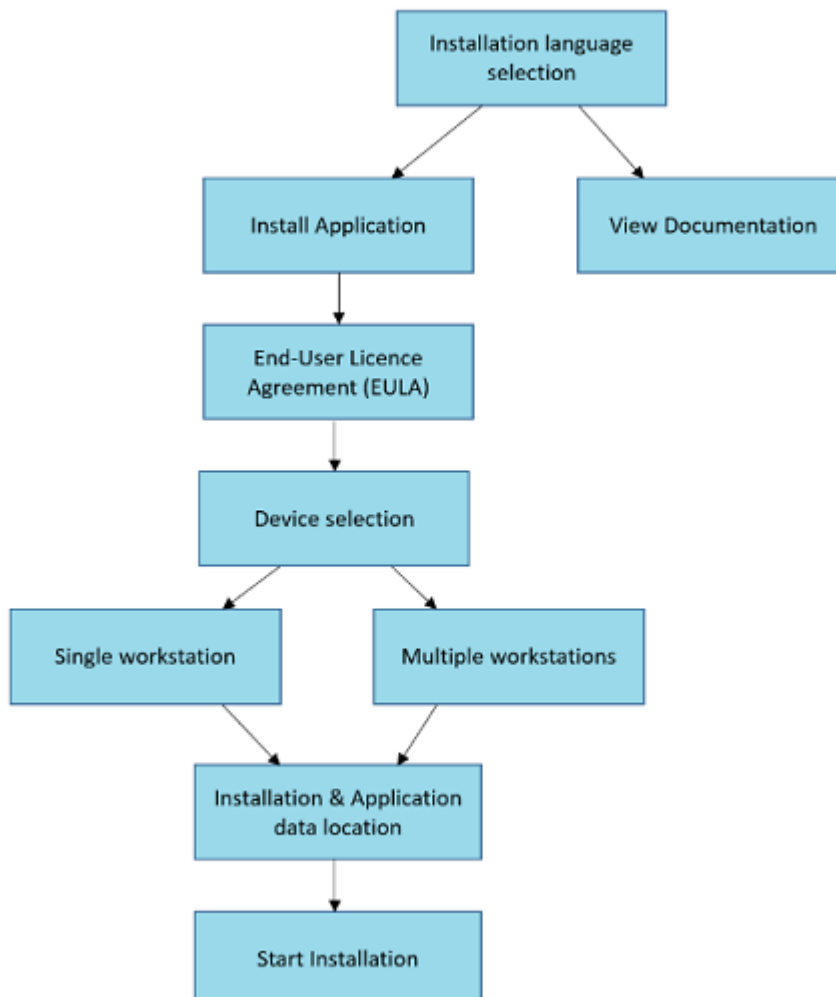 Installation language
selection
Install Application
View Documentation
End-User Licence
Agreement (EULA)
Device selection
Single workstation
Multiple workstations
Installation & Application
data location
Start Installation